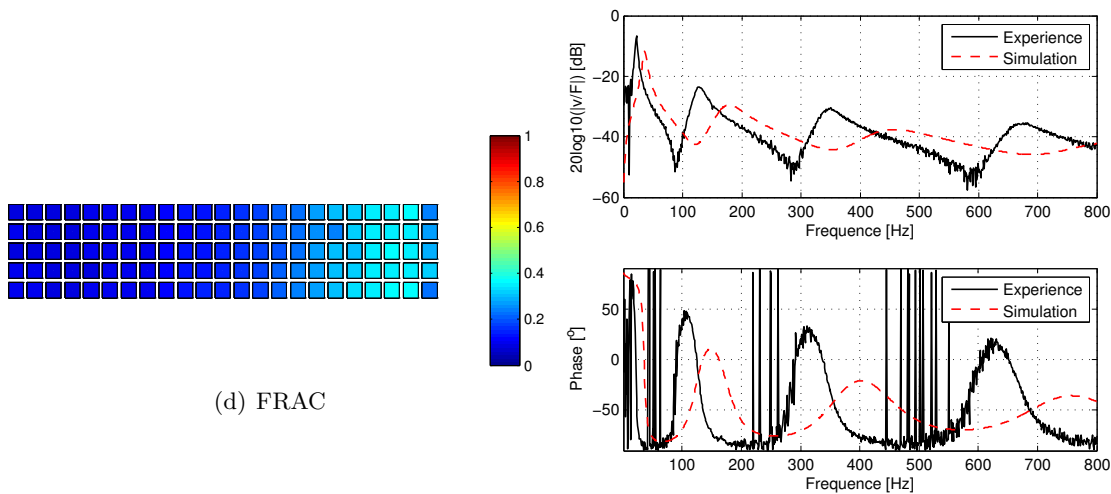 1
0.8
0.6
0.4
0.2
0
(d) FRAC
0
−20
−40
−60
20log10(|v/F|) [dB]
0 100 200 300 400 500 600 700 800
Frequence [Hz]
Experience
Simulation
50
0
−50
Phase [°]
100 200 300 400 500 600 700 800
Frequence [Hz]
Experience
Simulation